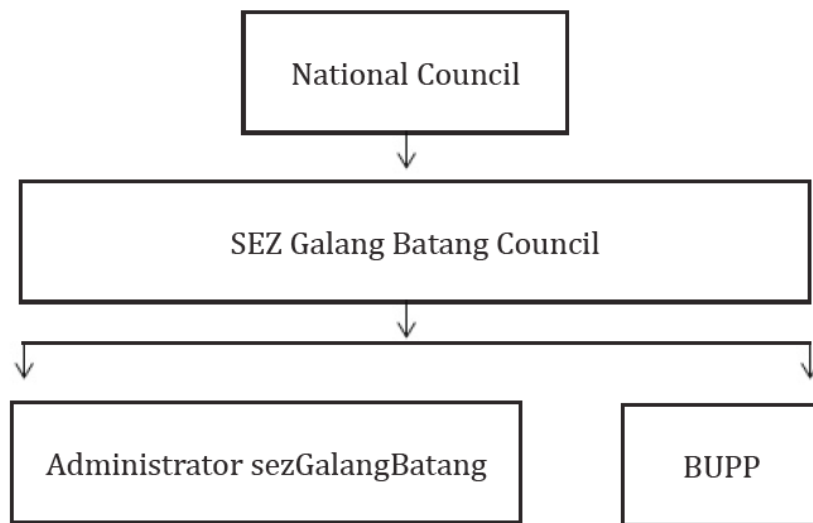 National Council
SEZ Galang Batang Council
Administrator sezGalangBatang
BUPP